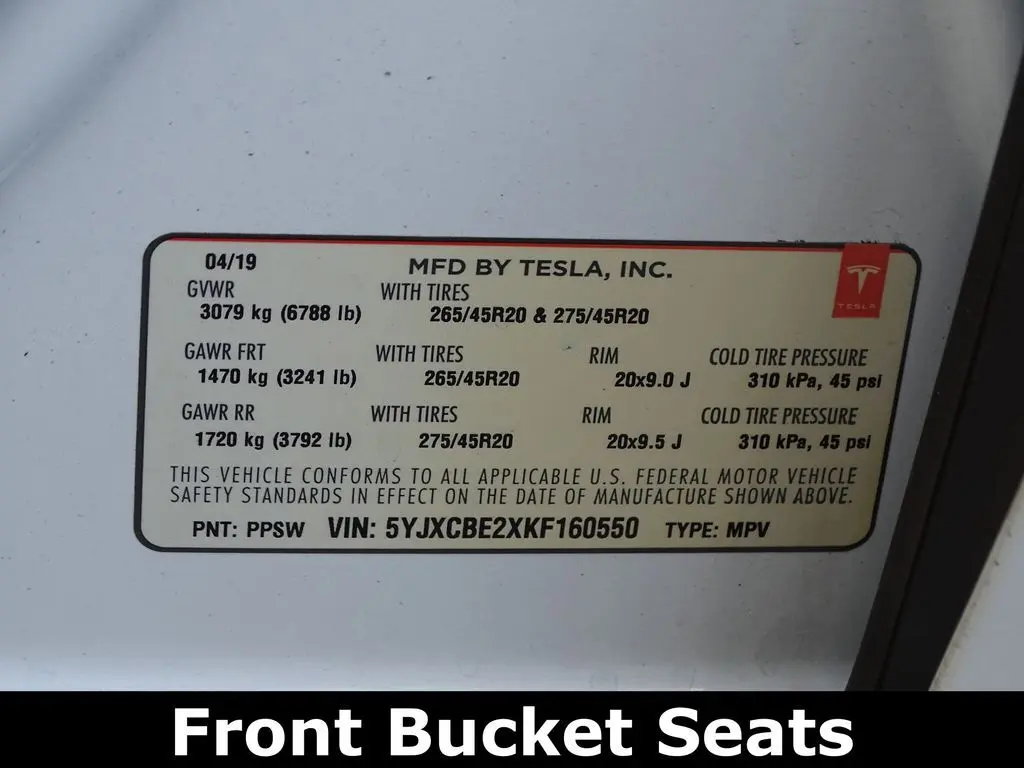 04/19 MFD BY TESLA, INC.
TESLA
GVWR WITH TIRES
3079 kg (6788 lb) 265/45R20 & 275/45R20
GAWR FRT WITH TIRES RIM COLD TIRE PRESSURE
1470 kg (3241 lb) 265/45R20 20x9.0 J 310 kPa, 45 psi
GAWR RR WITH TIRES RIM COLD TIRE PRESSURE
1720 kg (3792 lb) 275/45R20 20x9.5 J 310 kPa, 45 psi
THIS VEHICLE CONFORMS TO ALL APPLICABLE U.S. FEDERAL MOTOR VEHICLE
SAFETY STANDARDS IN EFFECT ON THE DATE OF MANUFACTURE SHOWN ABOVE.
PNT: PPSW VIN: 5YJXCBE2XKF160550 TYPE: MPV
Front Bucket Seats